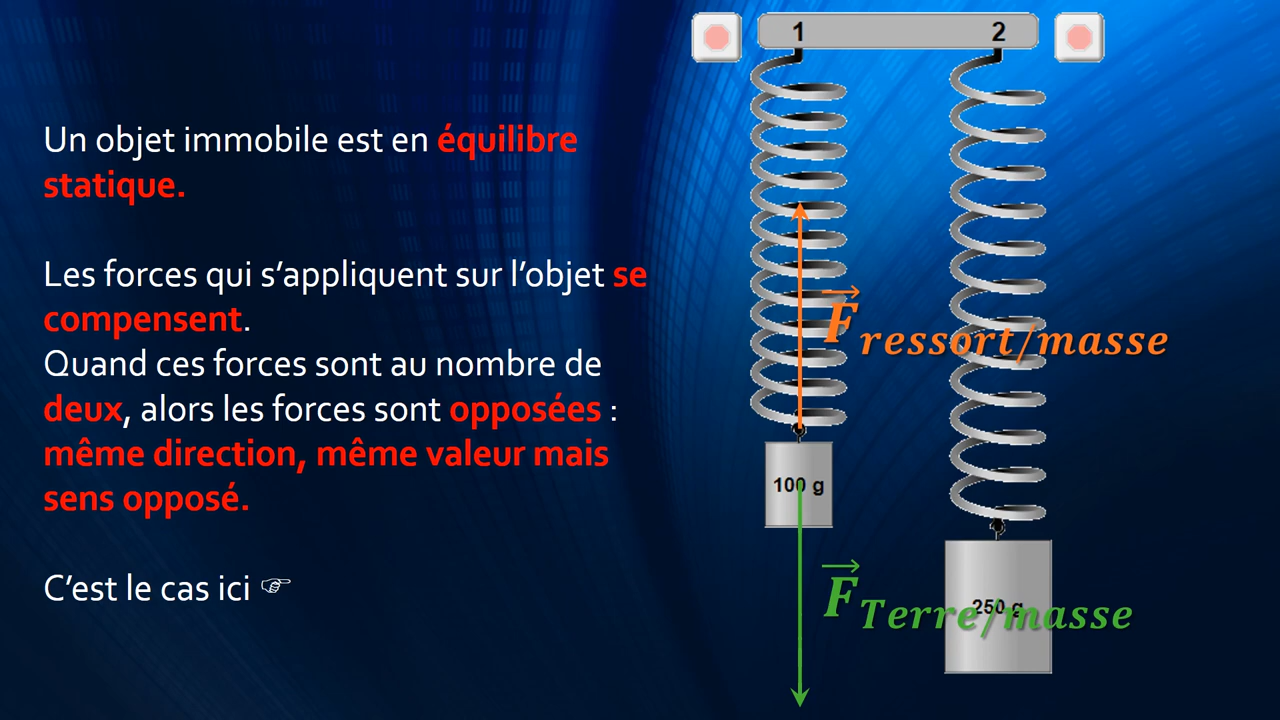 1 2
Un objet immobile est en équilibre
statique.
Les forces qui s’appliquent sur l’objet se
compensent.
Quand ces forces sont au nombre de
deux, alors les forces sont opposées :
même direction, même valeur mais
sens opposé.
C’est le cas ici ☞
F ressort/masse
100 g
F Terre/masse
250 g